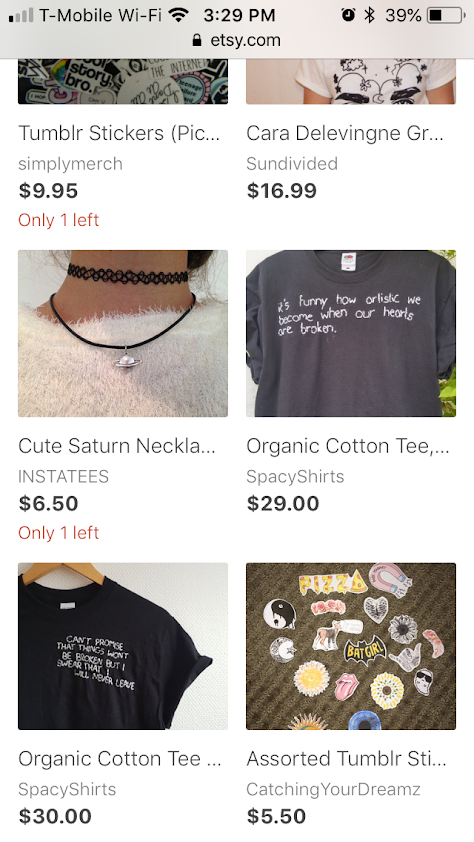 T-Mobile Wi-Fi 3:29 PM 39%
etsy.com
story,
bro.
THE INTERNET
Tumblr Stickers (Pic... Cara Delevingne Gr...
simplymerch Sundivided
$9.95 $16.99
Only 1 left
it's funny how artistic we
become when our hearts
are broken.
Cute Saturn Neckla... Organic Cotton Tee,...
INSTATEES SpacyShirts
$6.50 $29.00
Only 1 left
CAN'T PROMISE
THAT THINGS WONT
BE BROKEN BUT I
SWEAR THAT I
WILL NEVER LEAVE
PIZZA
BATGIRL
Organic Cotton Tee ... Assorted Tumblr Sti...
SpacyShirts CatchingYourDreamz
$30.00 $5.50